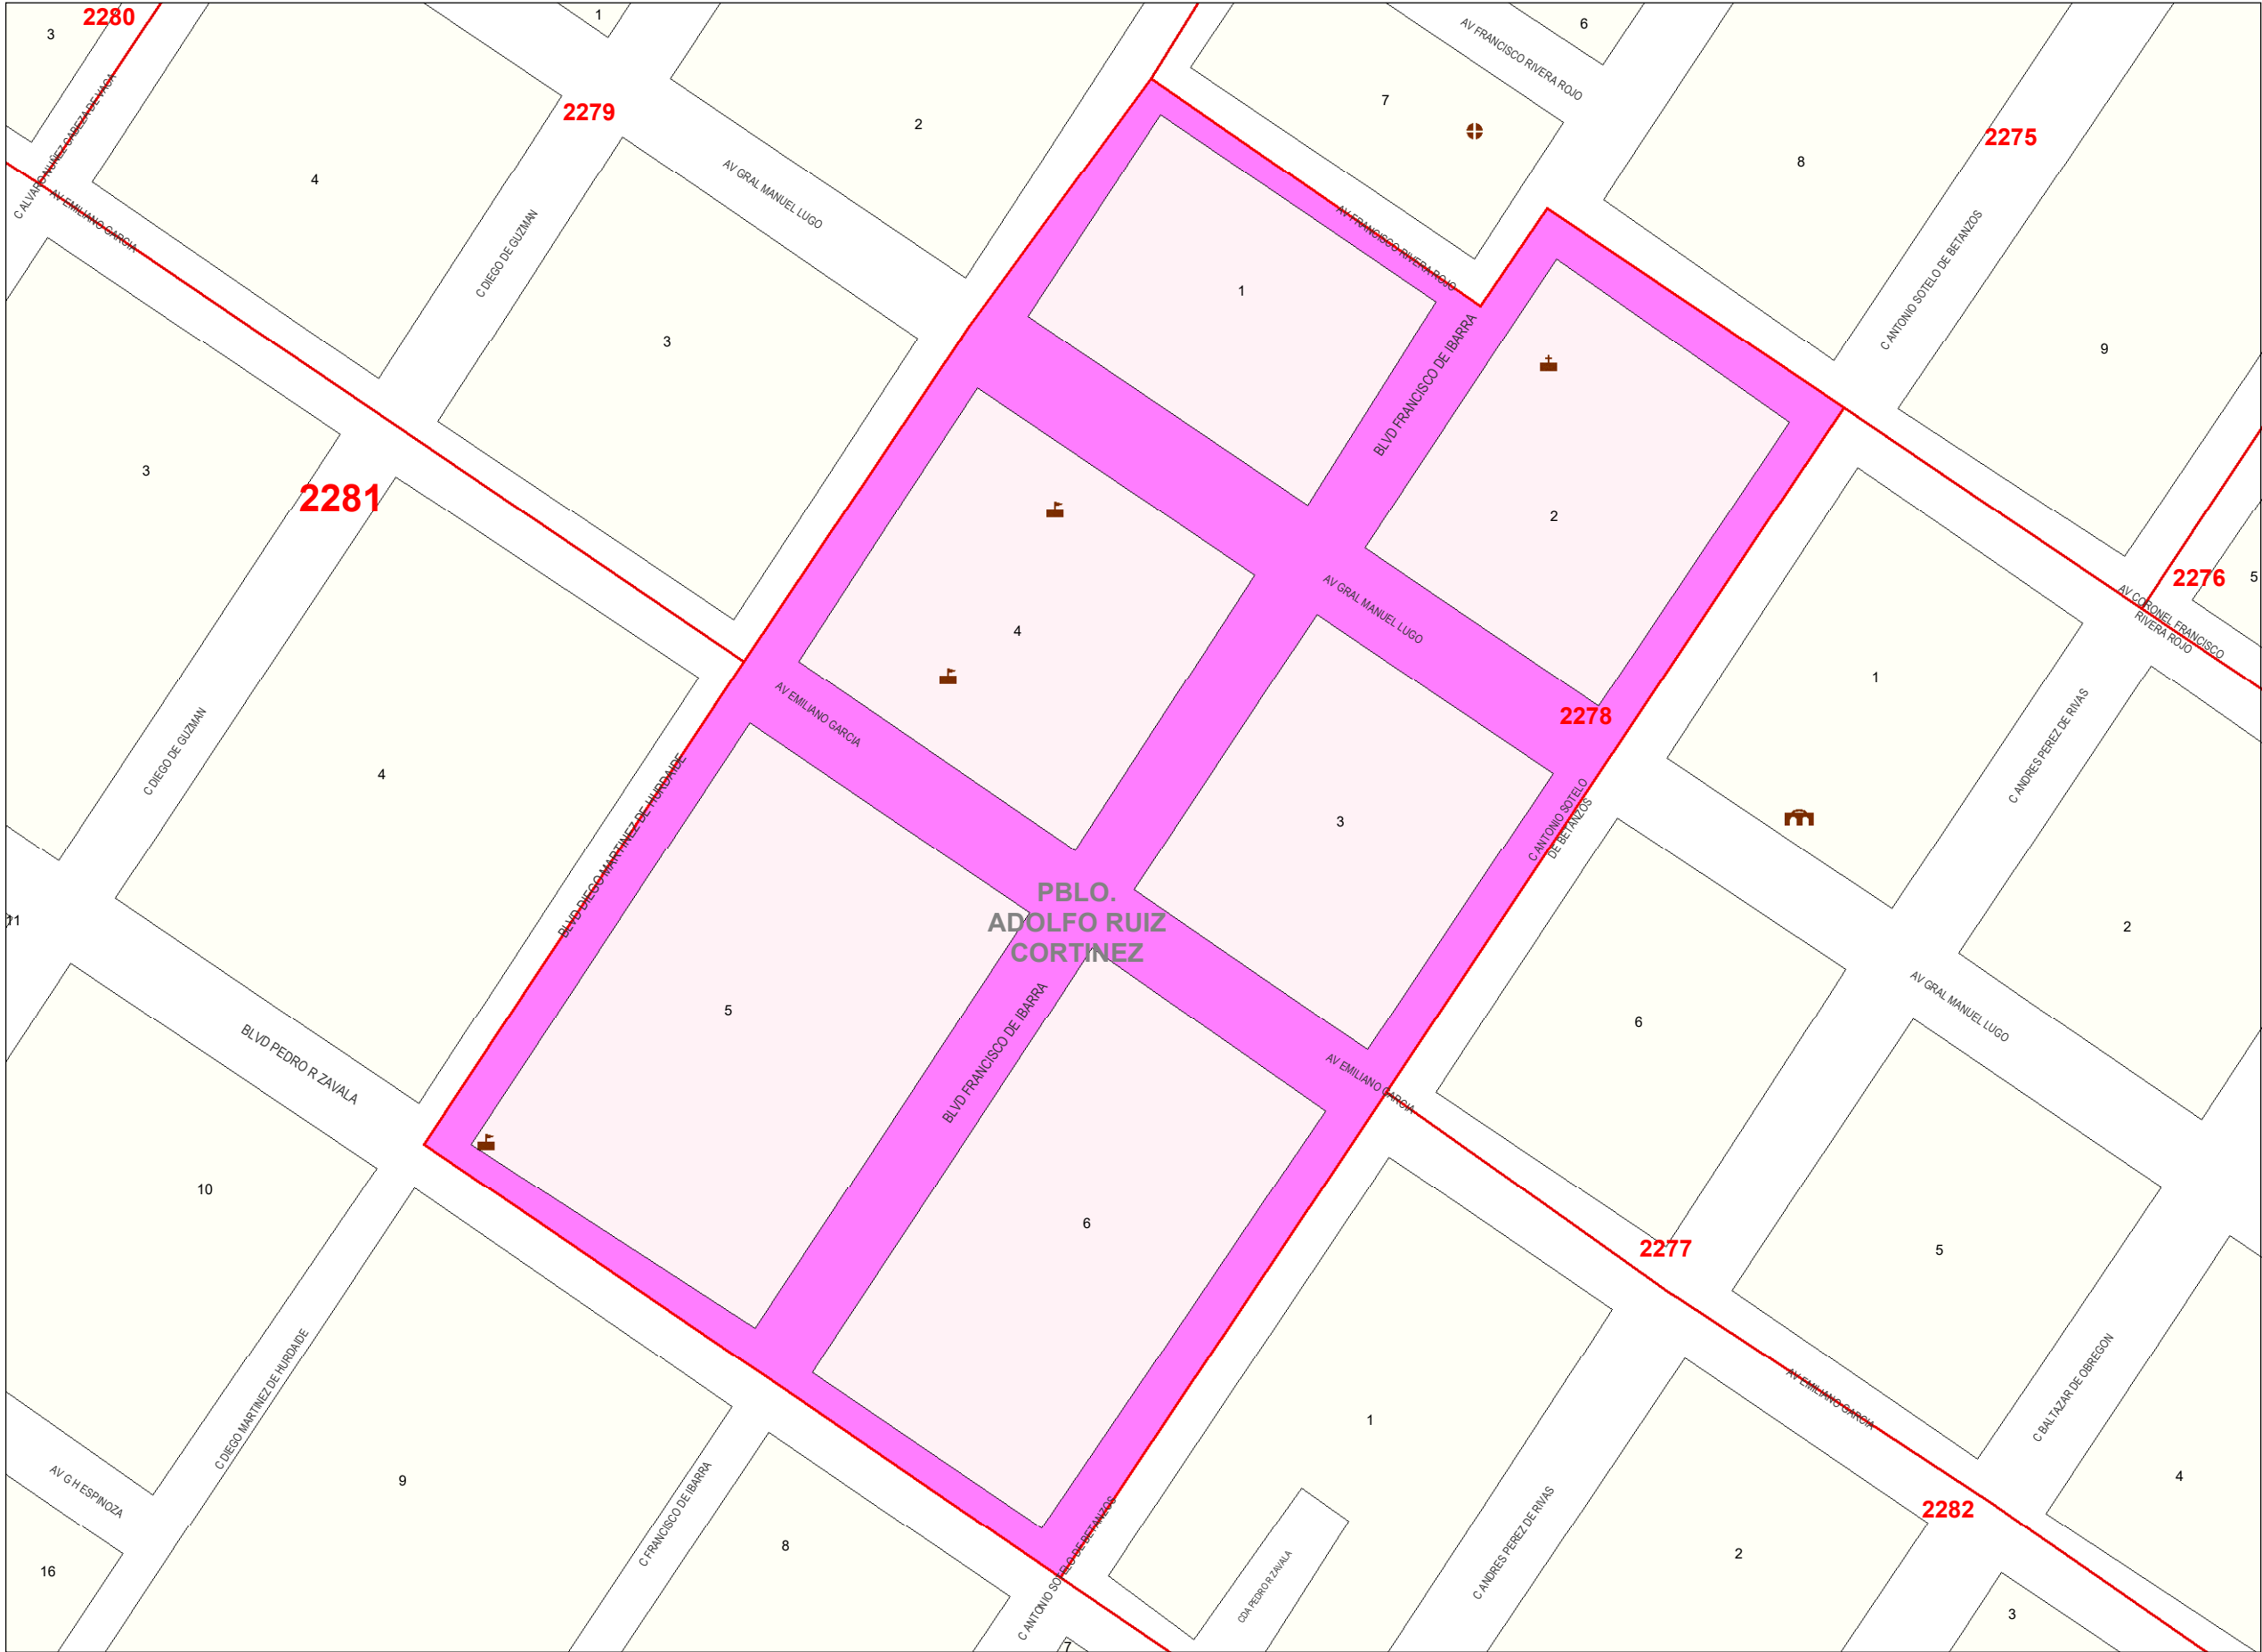 2280
3
1
6
AV FRANCISCO RIVERA ROJO
7
2279
2
2275
8
C ALVARO NUÑEZ CABEZA DE VACA
AV EMILIANO GARCIA
4
AV GRAL MANUEL LUGO
C DIEGO DE GUZMAN
AV FRANCISCO RIVERA ROJO
C ANTONIO SOTELO DE BETANZOS
1
3
BLVD FRANCISCO DE IBARRA
9
3
2281
2
2276
5
AV GRAL MANUEL LUGO
AV CORONEL FRANCISCO
RIVERA ROJO
4
1
AV EMILIANO GARCIA
2278
C DIEGO DE GUZMAN
C ANDRES PEREZ DE RIVAS
4
BLVD DIEGO MARTINEZ DE HURDAIDE
3
C ANTONIO SOTELO
DE BETANZOS
PBLO.
ADOLFO RUIZ
CORTINEZ
11
2
5
BLVD FRANCISCO DE IBARRA
6
AV GRAL MANUEL LUGO
BLVD PEDRO R ZAVALA
AV EMILIANO GARCIA
10
6
2277
5
C DIEGO MARTINEZ DE HURDAIDE
AV EMILIANO GARCIA
C BALTAZAR DE OBREGON
1
9
4
AV G H ESPINOZA
C FRANCISCO DE IBARRA
2282
8
C ANTONIO SOTELO DE BETANZOS
C ANDRES PEREZ DE RIVAS
2
16
CDA PEDRO R ZAVALA
3
7